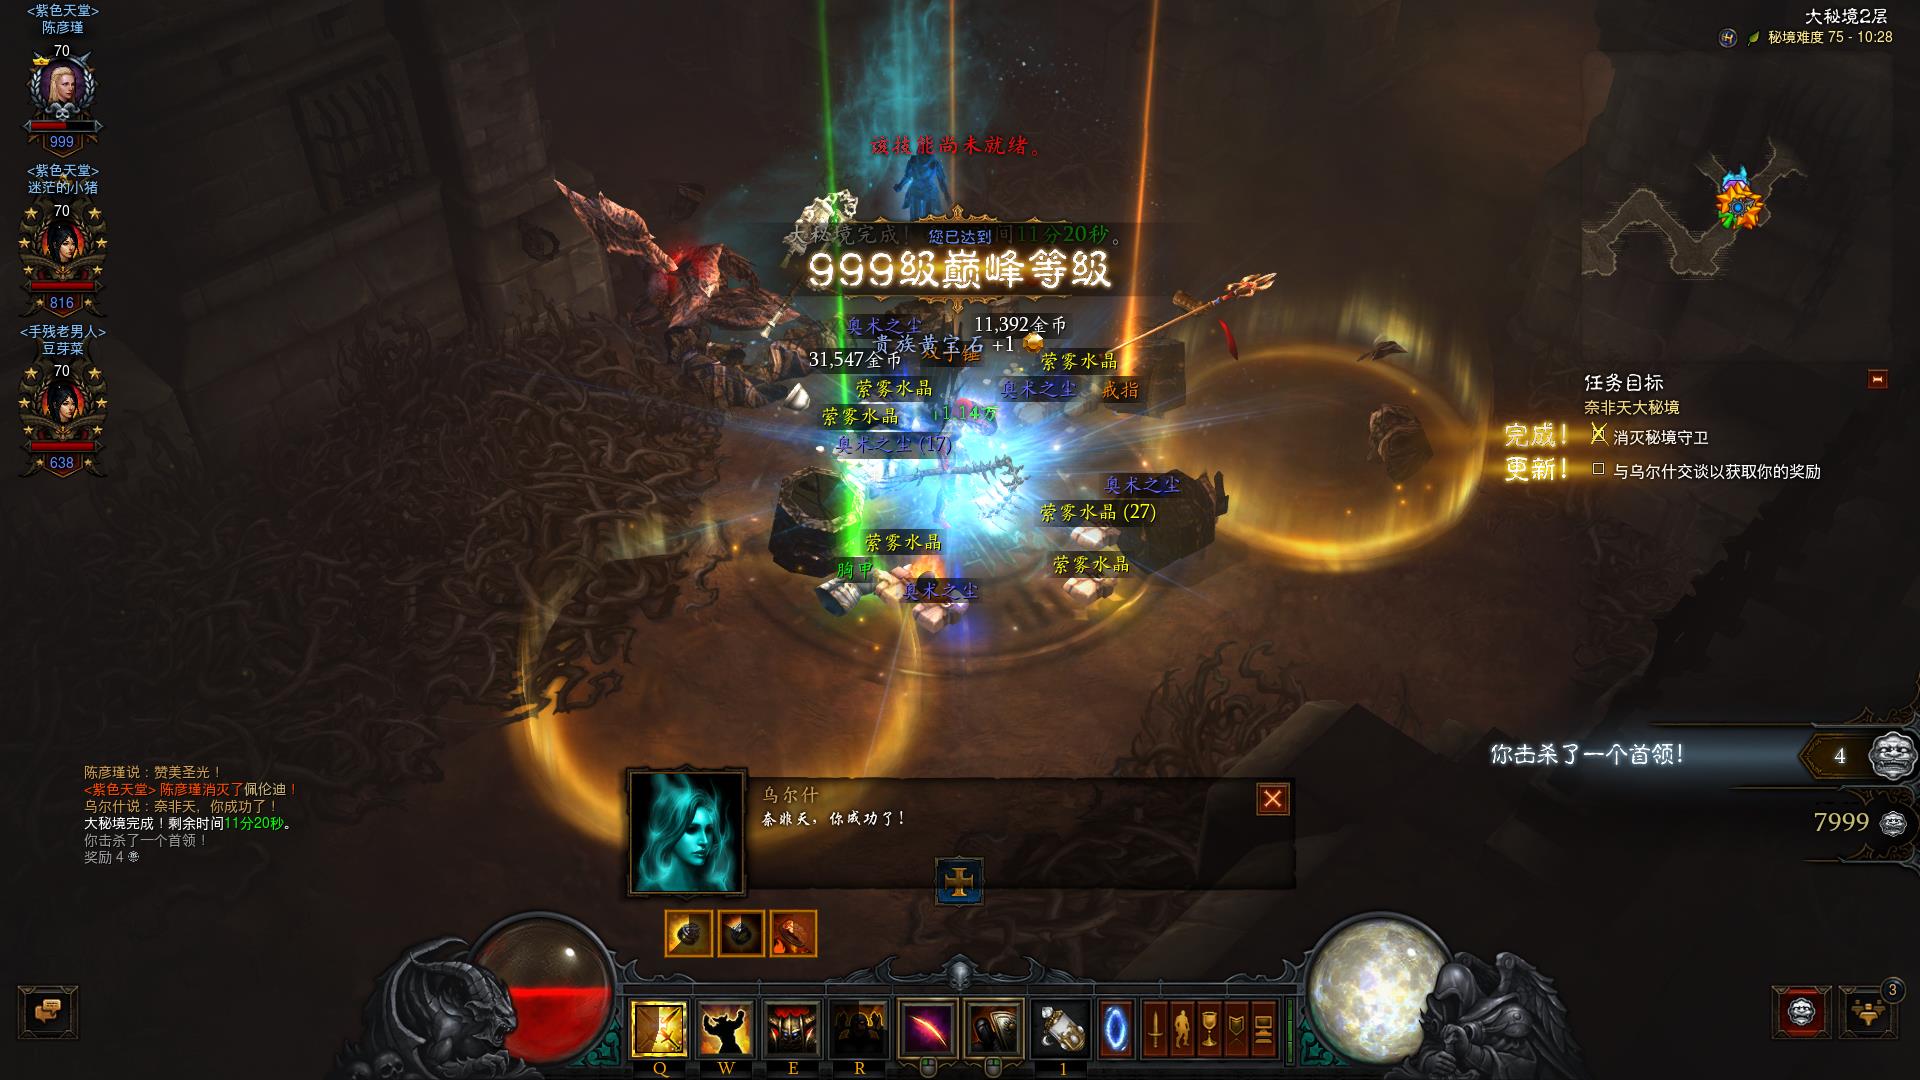 <紫色天堂>
陈彦瑾
70
999
<紫色天堂>
迷茫的小猪
70
816
<手残老男人>
豆芽菜
70
638
大秘境2层
秘境难度 75 - 10:28
该技能尚未就绪。
大秘境完成！
间11分20秒。
您已达到
999级巅峰等级
奥术之尘
11,392金币
贵族黄宝石 +1
31,547金币
双手锤
萦雾水晶
萦雾水晶
奥术之尘
戒指
萦雾水晶
+1.14万
奥术之尘 (17)
奥术之尘
萦雾水晶 (27)
萦雾水晶
萦雾水晶
胸甲
奥术之尘
任务目标
奈非天大秘境
完成！
消灭秘境守卫
更新！
与乌尔什交谈以获取你的奖励
你击杀了一个首领！
4
7999
陈彦瑾说：赞美圣光！
<紫色天堂> 陈彦瑾消灭了佩伦迪！
乌尔什说：奈非天，你成功了！
大秘境完成！剩余时间11分20秒。
你击杀了一个首领！
奖励 4
乌尔什
奈非天，你成功了！
Q
W
E
R
1
3